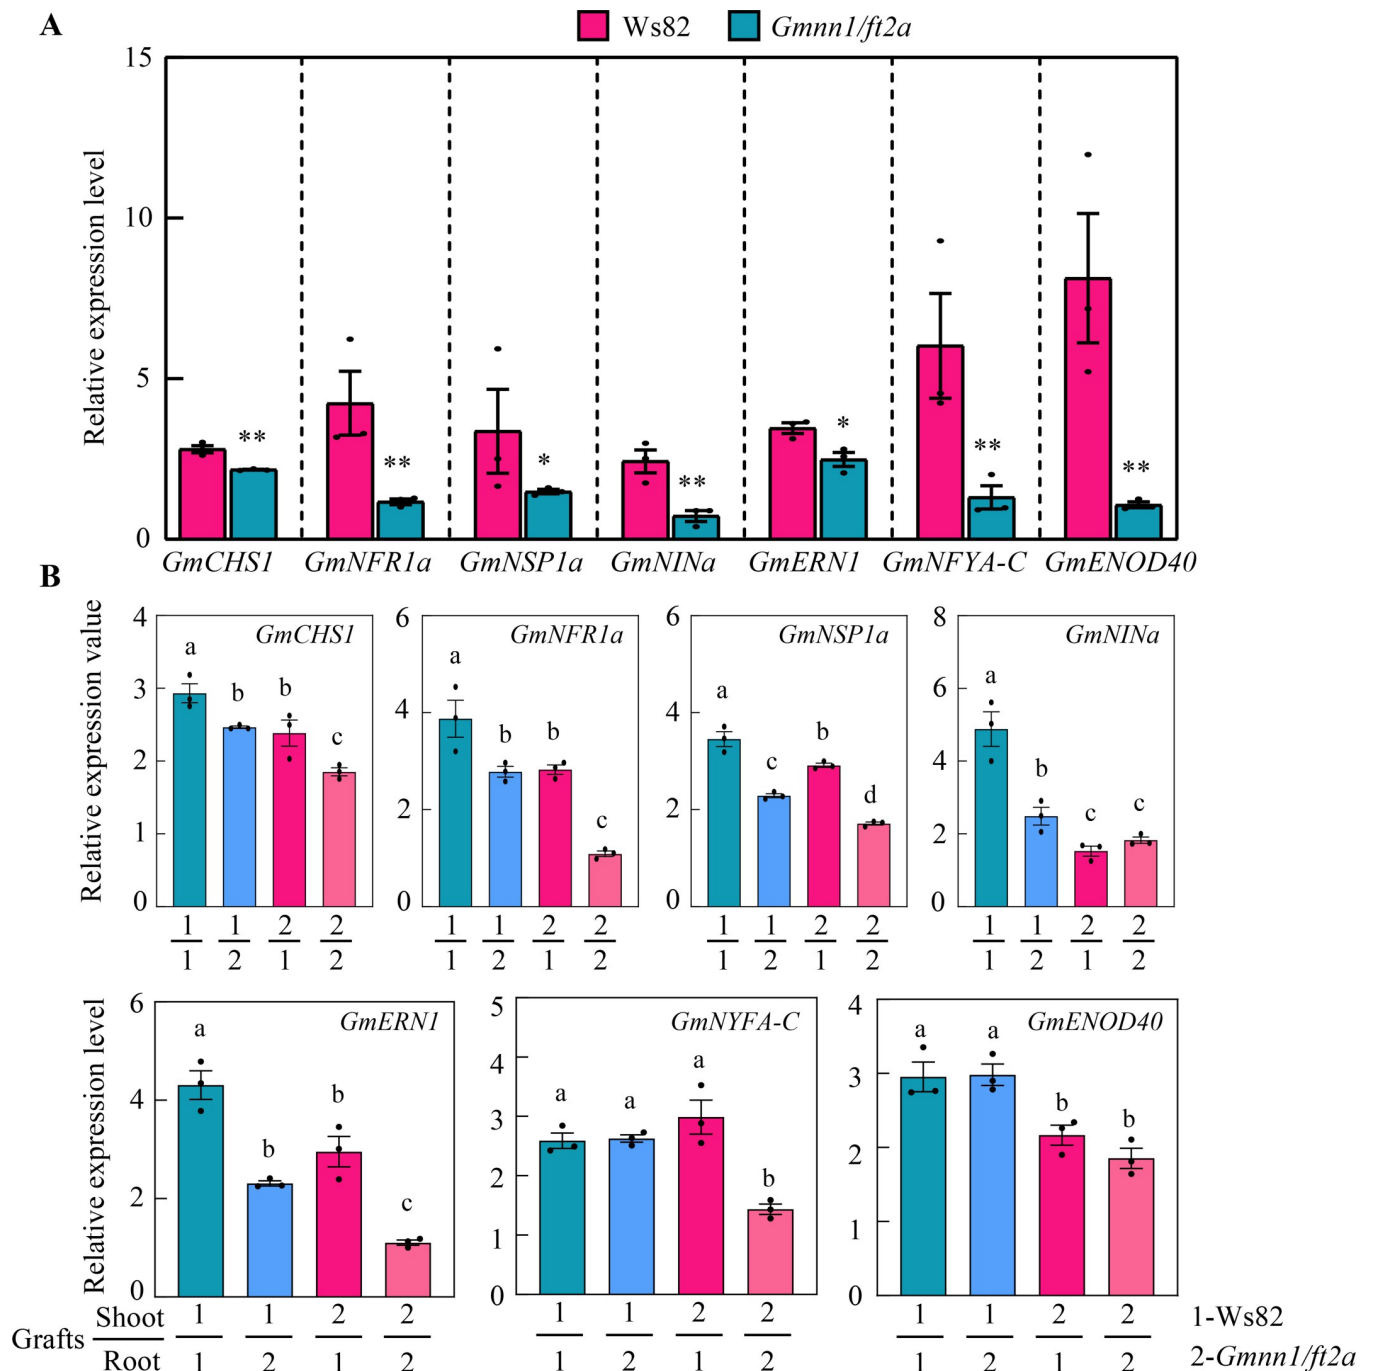 A
Ws82 Gmnn1/ft2a
Relative expression level
15
10
5
0
** ** * ** * ** **
GmCHS1 GmNFR1a GmNSP1a GmNINa GmERN1 GmNFYA-C GmENOD40
B
Relative expression value
4
3
2
1
0
GmCHS1
a b b c
1 1 2 2
1 2 1 2
6
4
2
0
GmNFR1a
a b b c
1 1 2 2
1 2 1 2
6
4
2
0
GmNSP1a
a c b d
1 1 2 2
1 2 1 2
8
6
4
2
0
GmNINa
a b c c
1 1 2 2
1 2 1 2
Relative expression level
6
4
2
0
GmERN1
a b b c
Grafts
Shoot 1 1 2 2
Root 1 2 1 2
5
4
3
2
1
0
GmNYFA-C
a a a b
1 1 2 2
1 2 1 2
4
3
2
1
0
GmENOD40
a a b b
1 1 2 2
1 2 1 2
1-Ws82
2-Gmnn1/ft2a